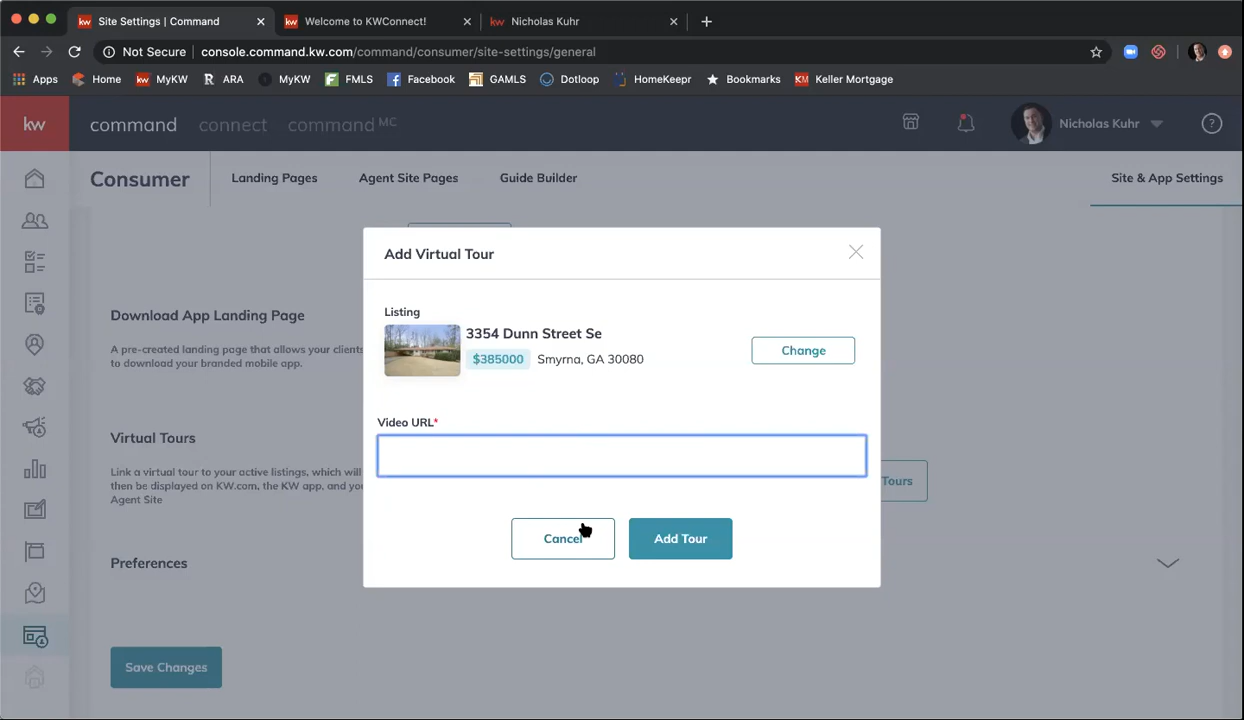 Site Settings | Command
Welcome to KWConnect!
Nicholas Kuhr
Not Secure | console.command.kw.com/command/consumer/site-settings/general
Apps Home MyKW ARA MyKW FMLS Facebook GAMLS Dotloop HomeKeepr Bookmarks Keller Mortgage
kw command connect command MC Nicholas Kuhr
Consumer Landing Pages Agent Site Pages Guide Builder Site & App Settings
Add Virtual Tour
Listing
3354 Dunn Street Se
$385000 Smyrna, GA 30080
Change
Video URL*
Cancel
Add Tour
Download App Landing Page
A pre-created landing page that allows your clients
to download your branded mobile app.
Virtual Tours
Link a virtual tour to your active listings, which will
then be displayed on KW.com, the KW app, and you
Agent Site
Tours
Preferences
Save Changes